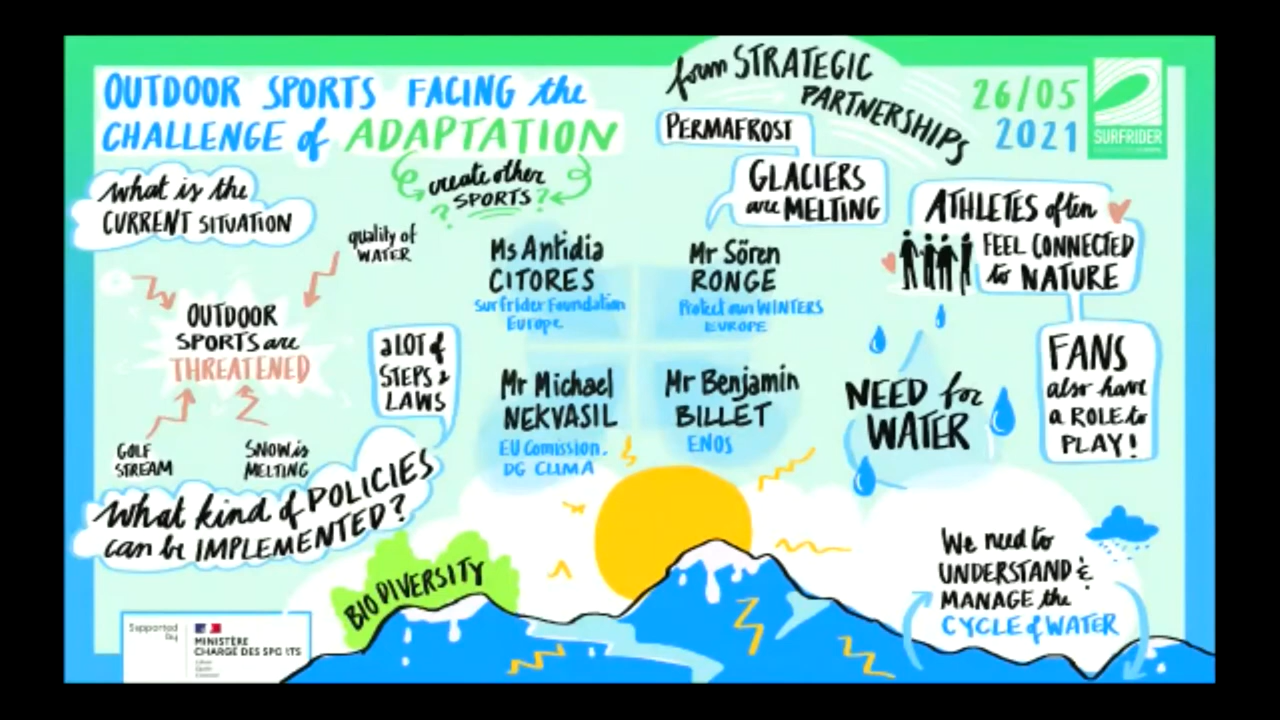 OUTDOOR SPORTS FACING the
CHALLENGE of ADAPTATION
create other
SPORTS?
?
form STRATEGIC
PARTNERSHIPS
26/05
2021
SURFRIDER
PERMAFROST
GLACIERS
are MELTING
what is the
CURRENT SITUATION
quality of
WATER
OUTDOOR
SPORTS are
THREATENED
GOLF
STREAM
SNOW is
MELTING
a LOT of
STEPS &
LAWS
What kind of POLICIES
can be IMPLEMENTED?
Ms Antidia
CITORES
Surfrider Foundation
Europe
Mr Sören
RONGE
Protect our WINTERS
EUROPE
Mr Michael
NEKVASIL
EU Comission.
DG CLIMA
Mr Benjamin
BILLET
ENOS
ATHLETES often
FEEL CONNECTED
to NATURE
FANS
also have
a ROLE to
PLAY!
NEED for
WATER
We need to
UNDERSTAND &
MANAGE the
CYCLE of WATER
BIODIVERSITY
Supported
by
MINISTÈRE
CHARGÉ DES SPORTS